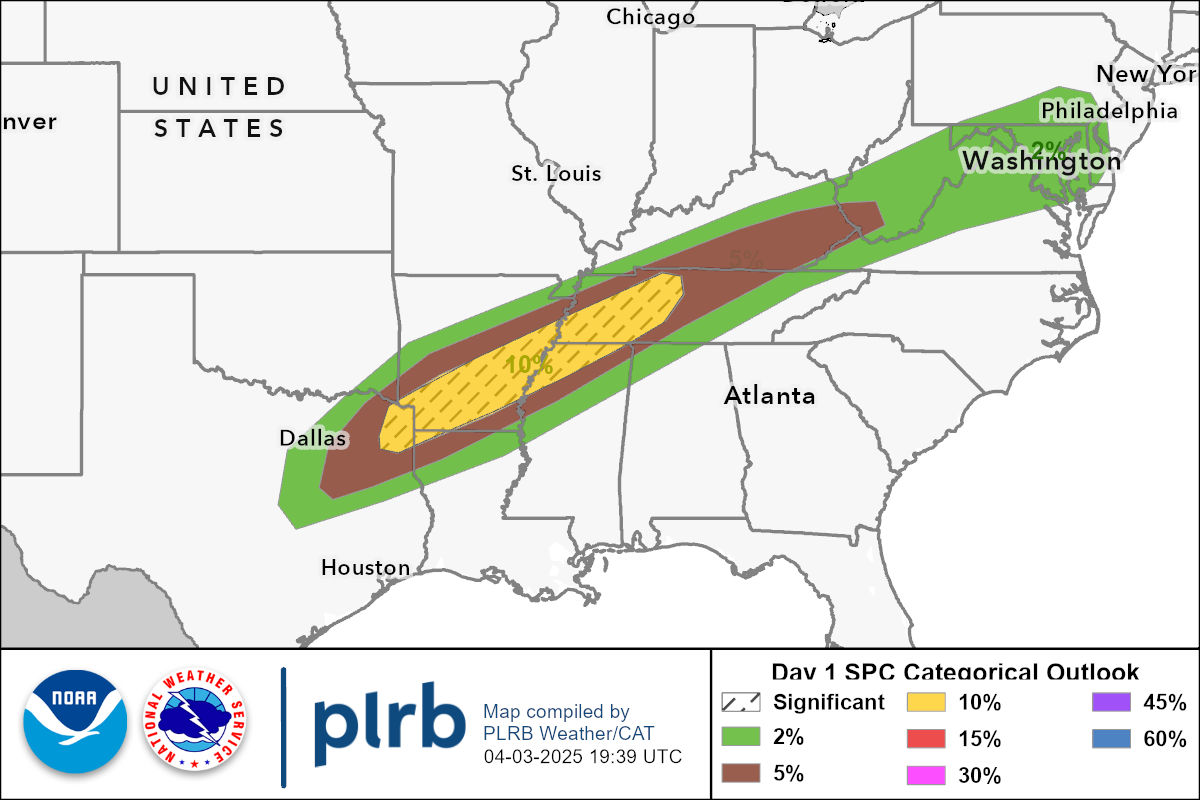 Chicago
UNITED
STATES
New Yor
nver
Philadelphia
2%
Washington
St. Louis
5%
10%
Atlanta
Dallas
Houston
NOAA
NATIONAL WEATHER SERVICE
plrb
Map compiled by
PLRB Weather/CAT
04-03-2025 19:39 UTC
Day 1 SPC Categorical Outlook
Significant
10%
45%
2%
15%
60%
5%
30%